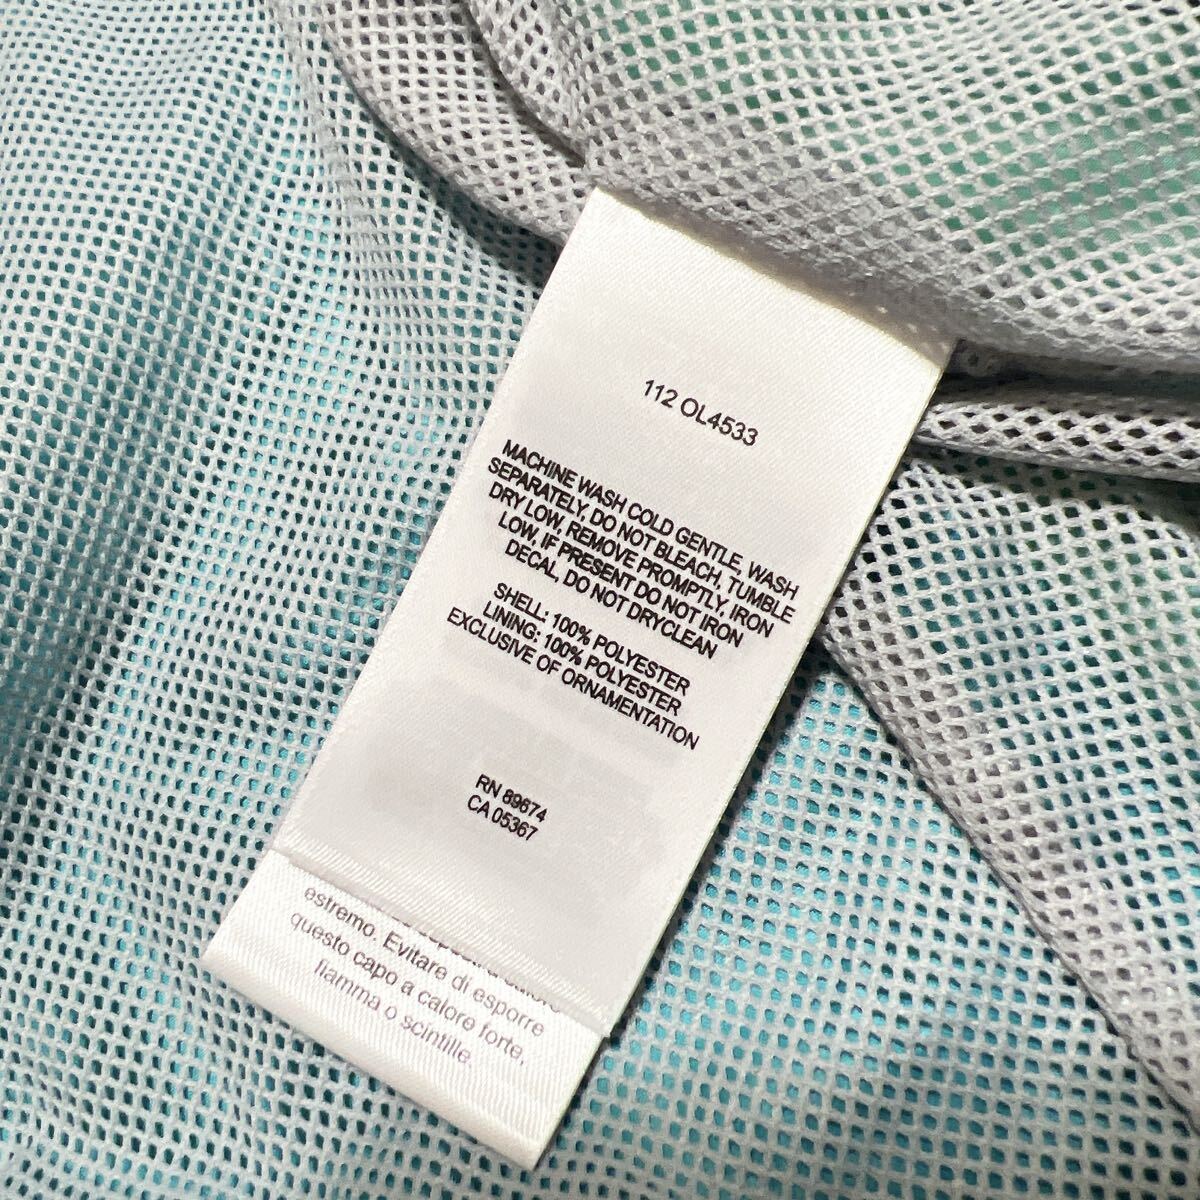 112 OL4533
MACHINE WASH COLD GENTLE, WASH
SEPARATELY, DO NOT BLEACH, TUMBLE
DRY LOW, REMOVE PROMPTLY, IRON
LOW, IF PRESENT DO NOT IRON
DECAL, DO NOT DRYCLEAN
SHELL: 100% POLYESTER
LINING: 100% POLYESTER
EXCLUSIVE OF ORNAMENTATION
RN 89674
CA 05367
estremo. Evitare di esporre
questo capo a calore forte,
fiamma o scintille.